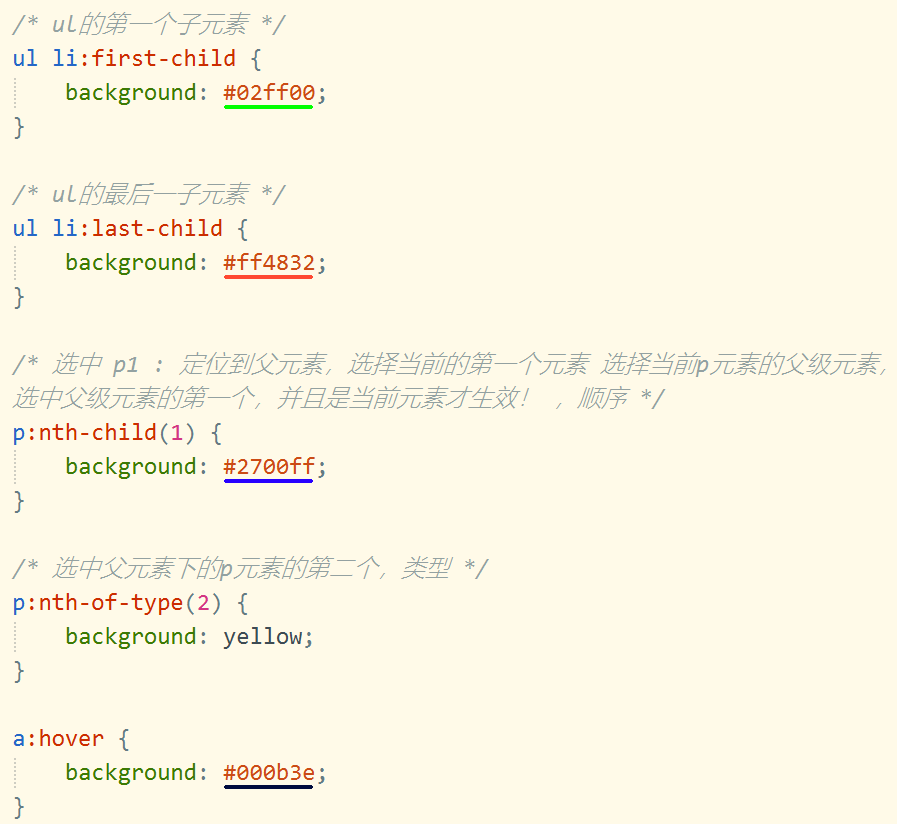 /* ul的第一个子元素 */
ul li:first-child {
    background: #02ff00;
}
/* ul的最后一子元素 */
ul li:last-child {
    background: #ff4832;
}
/* 选中 p1 : 定位到父元素，选择当前的第一个元素 选择当前p元素的父级元素，
选中父级元素的第一个，并且是当前元素才生效！ ，顺序 */
p:nth-child(1) {
    background: #2700ff;
}
/* 选中父元素下的p元素的第二个，类型 */
p:nth-of-type(2) {
    background: yellow;
}
a:hover {
    background: #000b3e;
}